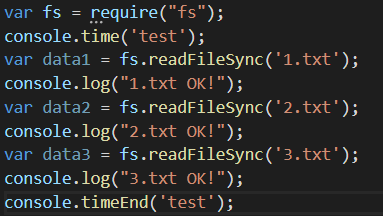 var fs = require("fs");
console.time('test');
var data1 = fs.readFileSync('1.txt');
console.log("1.txt OK!");
var data2 = fs.readFileSync('2.txt');
console.log("2.txt OK!");
var data3 = fs.readFileSync('3.txt');
console.log("3.txt OK!");
console.timeEnd('test');